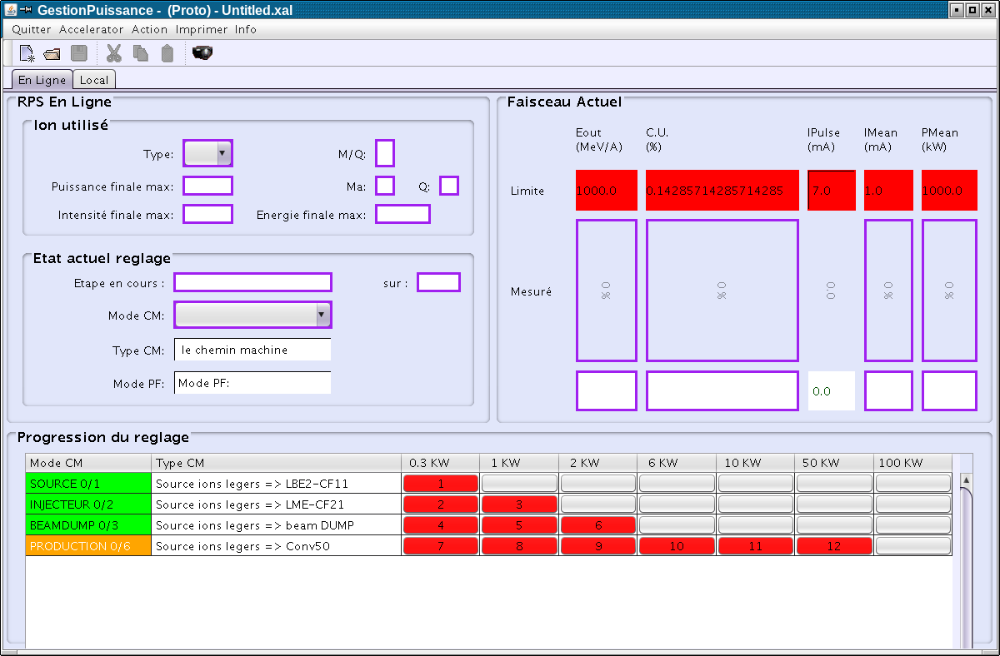 GestionPuissance - (Proto) - Untitled.xal
Quitter Accelerator Action Imprimer Info
En Ligne Local
RPS En Ligne
Ion utilisé
Type: M/Q:
Puissance finale max: Ma: Q:
Intensité finale max: Energie finale max:
Etat actuel reglage
Etape en cours : sur :
Mode CM:
Type CM: le chemin machine
Mode PF: Mode PF:
Faisceau Actuel
Eout C.U. IPulse IMean PMean
(MeV/A) (%) (mA) (mA) (kW)
Limite 1000.0 0.14285714285714285 7.0 1.0 1000.0
Mesuré 0% 0% 0.0 0% 0%
0.0
Progression du reglage
Mode CM Type CM 0.3 KW 1 KW 2 KW 6 KW 10 KW 50 KW 100 KW
SOURCE 0/1 Source ions legers => LBE2-CF11 1
INJECTEUR 0/2 Source ions legers => LME-CF21 2 3
BEAMDUMP 0/3 Source ions legers => beam DUMP 4 5 6
PRODUCTION 0/6 Source ions legers => Conv50 7 8 9 10 11 12